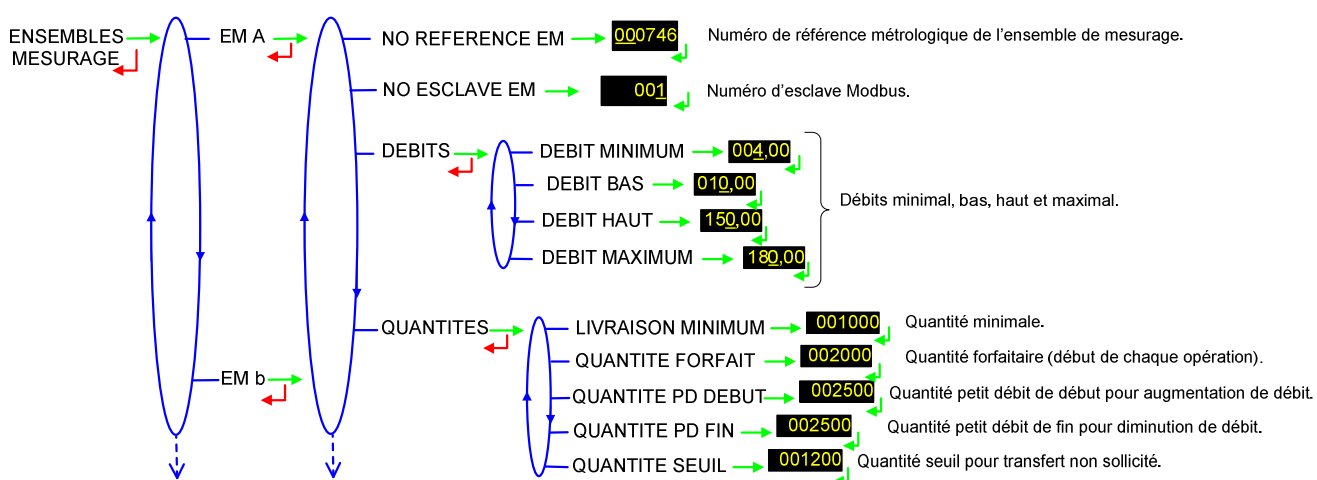 ENSEMBLES MESURAGE
EM A
NO REFERENCE EM 000746 Numéro de référence métrologique de l'ensemble de mesurage.
NO ESCLAVE EM 001 Numéro d'esclave Modbus.
DEBITS
DEBIT MINIMUM 004,00
DEBIT BAS 010,00
DEBIT HAUT 150,00
DEBIT MAXIMUM 180,00
Débits minimal, bas, haut et maximal.
QUANTITES
LIVRAISON MINIMUM 001000 Quantité minimale.
QUANTITE FORFAIT 002000 Quantité forfaitaire (début de chaque opération).
QUANTITE PD DEBUT 002500 Quantité petit débit de début pour augmentation de débit.
QUANTITE PD FIN 002500 Quantité petit débit de fin pour diminution de débit.
QUANTITE SEUIL 001200 Quantité seuil pour transfert non sollicité.
EM b